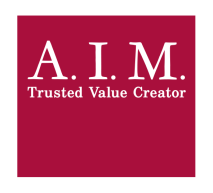 A. I. M.
Trusted Value Creator